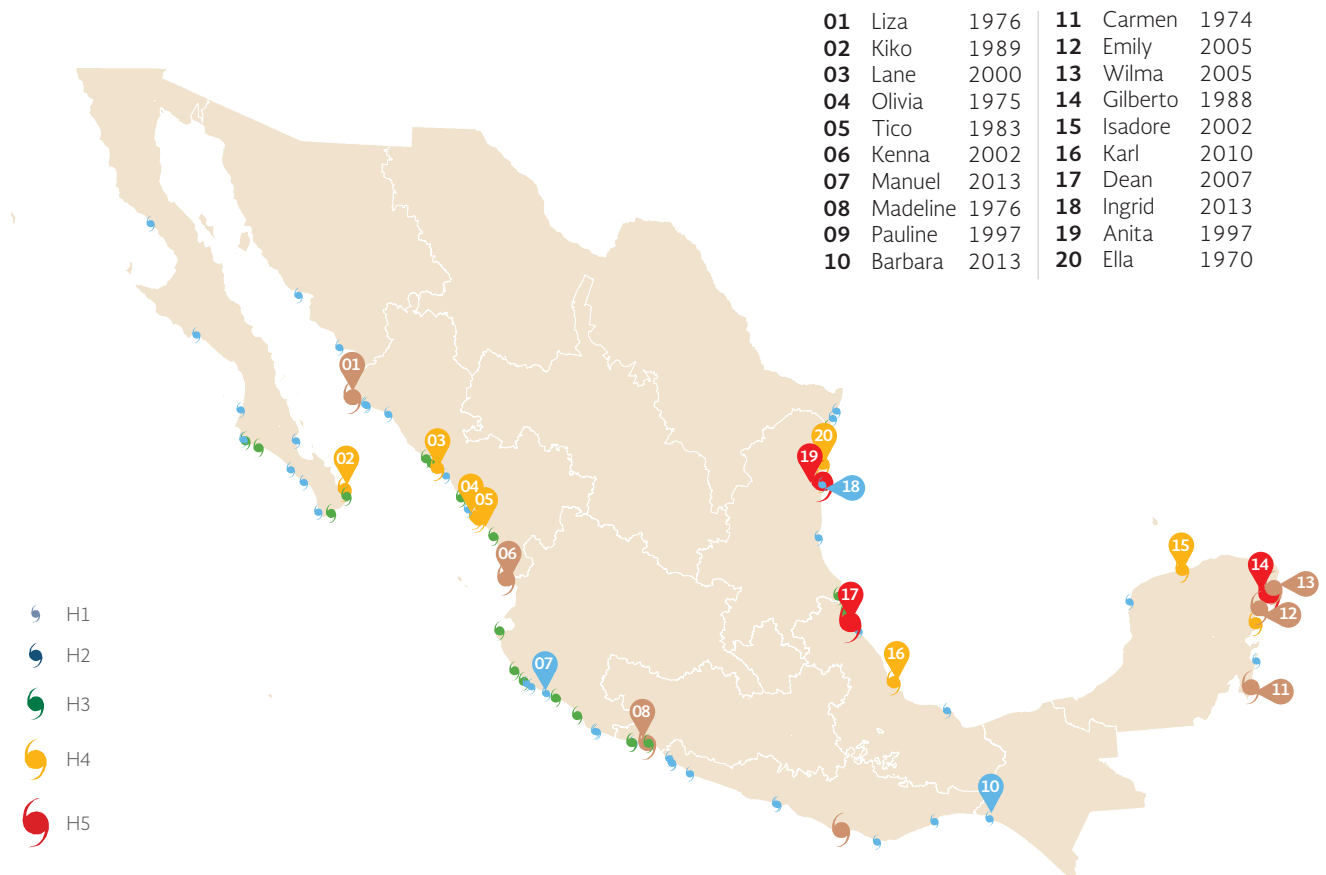 01 Liza 1976
02 Kiko 1989
03 Lane 2000
04 Olivia 1975
05 Tico 1983
06 Kenna 2002
07 Manuel 2013
08 Madeline 1976
09 Pauline 1997
10 Barbara 2013
11 Carmen 1974
12 Emily 2005
13 Wilma 2005
14 Gilberto 1988
15 Isadore 2002
16 Karl 2010
17 Dean 2007
18 Ingrid 2013
19 Anita 1997
20 Ella 1970
01
02
03
04
05
06
07
08
10
20
19
18
17
16
15
14
13
12
11
H1
H2
H3
H4
H5